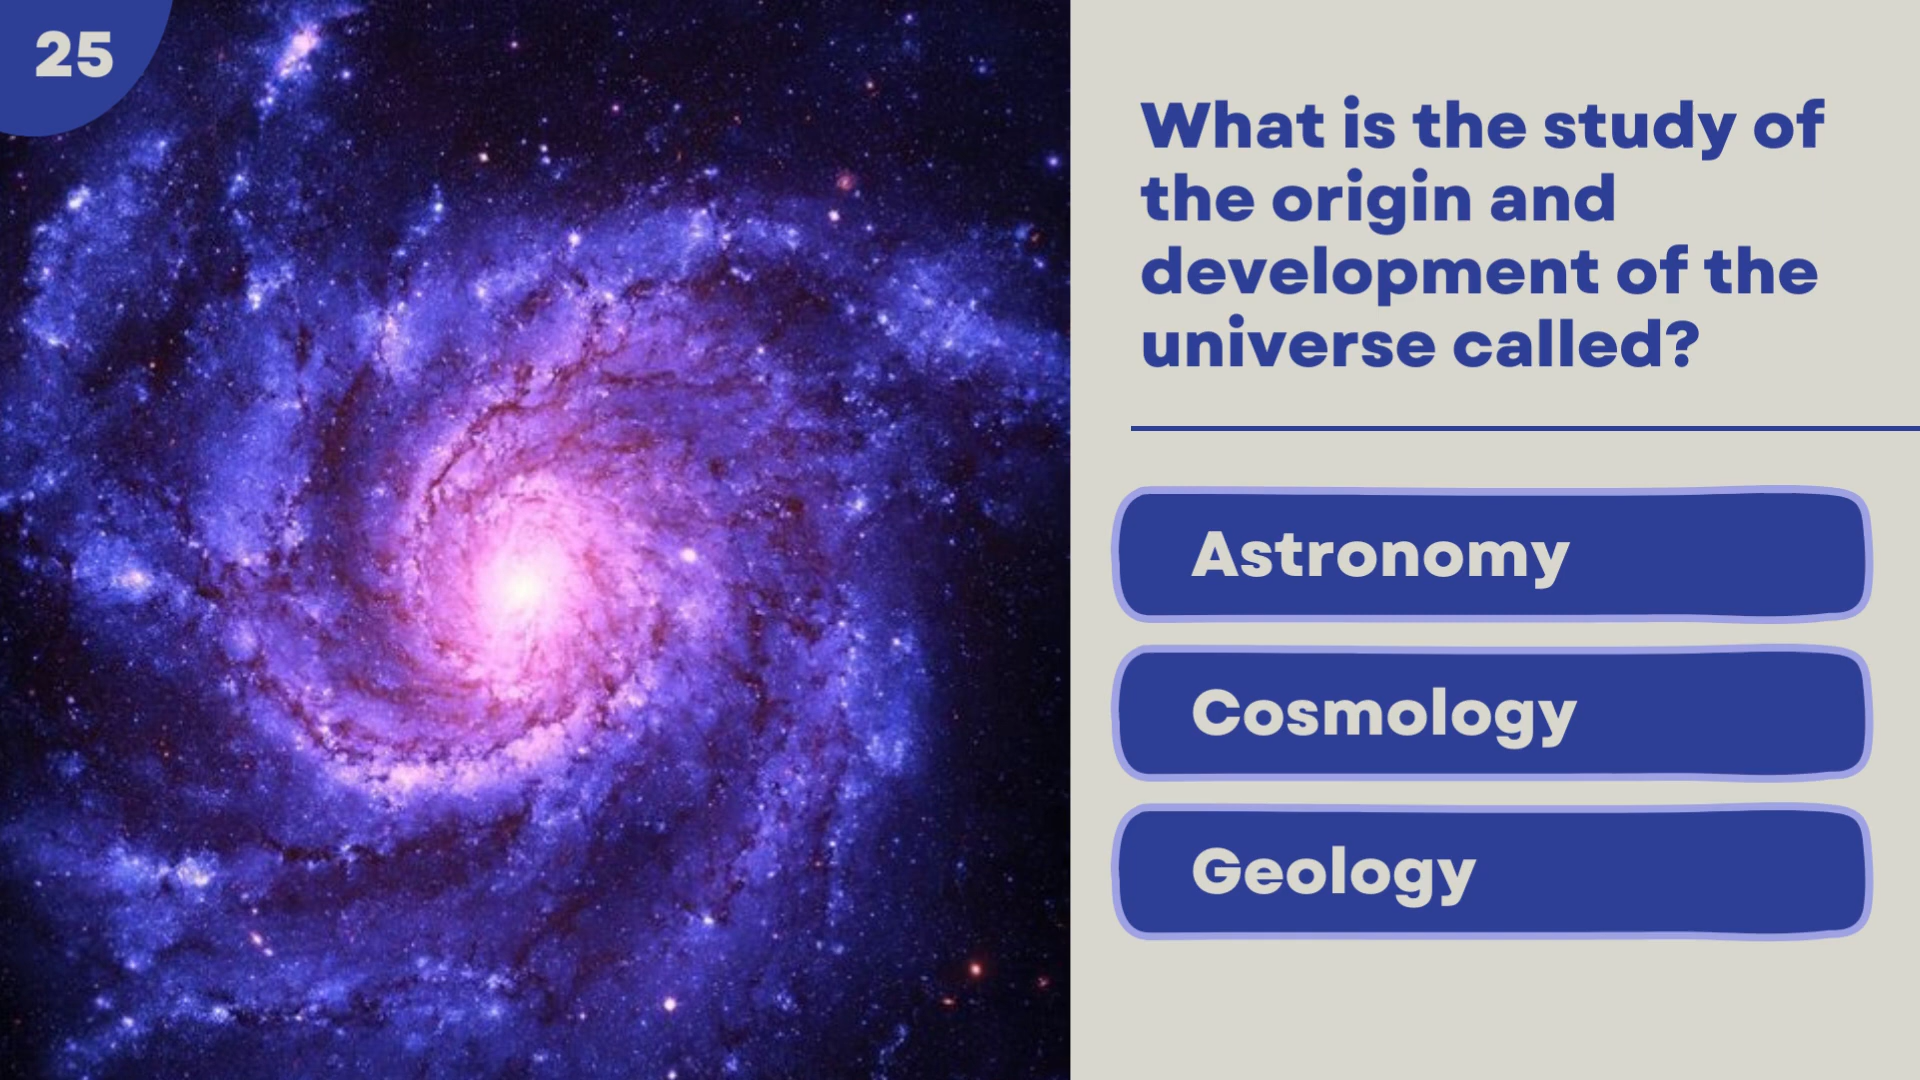 25
What is the study of
the origin and
development of the
universe called?
Astronomy
Cosmology
Geology